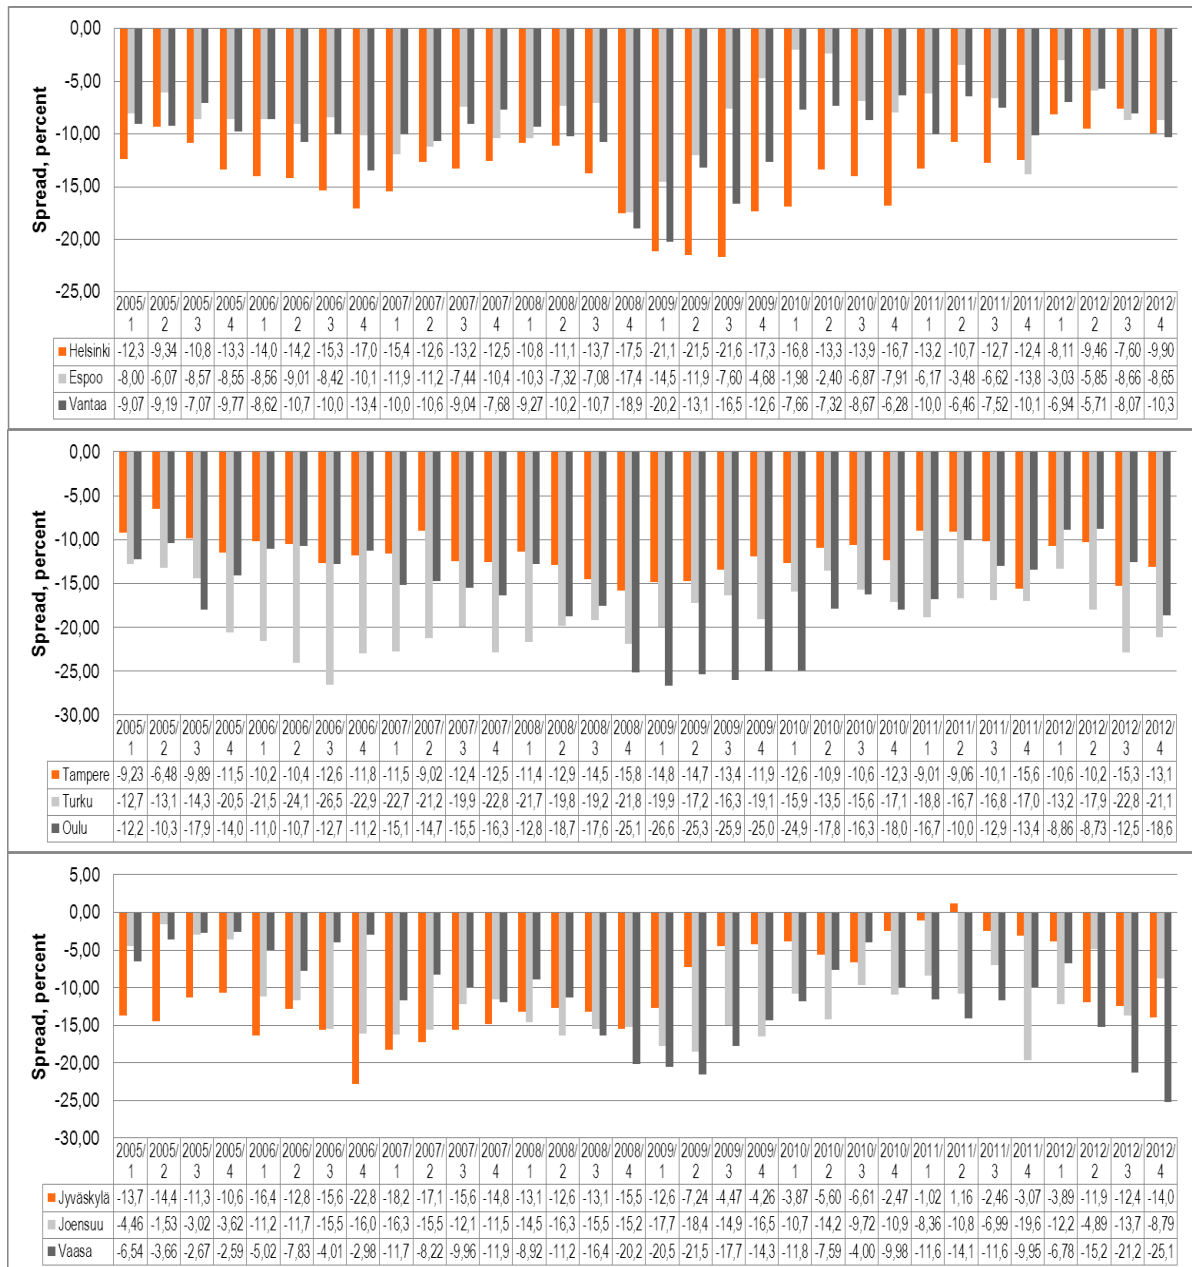 Spread, percent
0,00
-5,00
-10,00
-15,00
-20,00
-25,00
2005/1 2005/2 2005/3 2005/4 2006/1 2006/2 2006/3 2006/4 2007/1 2007/2 2007/3 2007/4 2008/1 2008/2 2008/3 2008/4 2009/1 2009/2 2009/3 2009/4 2010/1 2010/2 2010/3 2010/4 2011/1 2011/2 2011/3 2011/4 2012/1 2012/2 2012/3 2012/4
Helsinki -12,3 -9,34 -10,8 -13,3 -14,0 -14,2 -15,3 -17,0 -15,4 -12,6 -13,2 -12,5 -10,8 -11,1 -13,7 -17,5 -21,1 -21,5 -21,6 -17,3 -16,8 -13,3 -13,9 -16,7 -13,2 -10,7 -12,7 -12,4 -8,11 -9,46 -7,60 -9,90
Espoo -8,00 -6,07 -8,57 -8,55 -8,56 -9,01 -8,42 -10,1 -11,9 -11,2 -7,44 -10,4 -10,3 -7,32 -7,08 -17,4 -14,5 -11,9 -7,60 -4,68 -1,98 -2,40 -6,87 -7,91 -6,17 -3,48 -6,62 -13,8 -3,03 -5,85 -8,66 -8,65
Vantaa -9,07 -9,19 -7,07 -9,77 -8,62 -10,7 -10,0 -13,4 -10,0 -10,6 -9,04 -7,68 -9,27 -10,2 -10,7 -18,9 -20,2 -13,1 -16,5 -12,6 -7,66 -7,32 -8,67 -6,28 -10,0 -6,46 -7,52 -10,1 -6,94 -5,71 -8,07 -10,3
Spread, percent
0,00
-5,00
-10,00
-15,00
-20,00
-25,00
-30,00
2005/1 2005/2 2005/3 2005/4 2006/1 2006/2 2006/3 2006/4 2007/1 2007/2 2007/3 2007/4 2008/1 2008/2 2008/3 2008/4 2009/1 2009/2 2009/3 2009/4 2010/1 2010/2 2010/3 2010/4 2011/1 2011/2 2011/3 2011/4 2012/1 2012/2 2012/3 2012/4
Tampere -9,23 -6,48 -9,89 -11,5 -10,2 -10,4 -12,6 -11,8 -11,5 -9,02 -12,4 -12,5 -11,4 -12,9 -14,5 -15,8 -14,8 -14,7 -13,4 -11,9 -12,6 -10,9 -10,6 -12,3 -9,01 -9,06 -10,1 -15,6 -10,6 -10,2 -15,3 -13,1
Turku -12,7 -13,1 -14,3 -20,5 -21,5 -24,1 -26,5 -22,9 -22,7 -21,2 -19,9 -22,8 -21,7 -19,8 -19,2 -21,8 -19,9 -17,2 -16,3 -19,1 -15,9 -13,5 -15,6 -17,1 -18,8 -16,7 -16,8 -17,0 -13,2 -17,9 -22,8 -21,1
Oulu -12,2 -10,3 -17,9 -14,0 -11,0 -10,7 -12,7 -11,2 -15,1 -14,7 -15,5 -16,3 -12,8 -18,7 -17,6 -25,1 -26,6 -25,3 -25,9 -25,0 -24,9 -17,8 -16,3 -18,0 -16,7 -10,0 -12,9 -13,4 -8,86 -8,73 -12,5 -18,6
Spread, percent
5,00
0,00
-5,00
-10,00
-15,00
-20,00
-25,00
-30,00
2005/1 2005/2 2005/3 2005/4 2006/1 2006/2 2006/3 2006/4 2007/1 2007/2 2007/3 2007/4 2008/1 2008/2 2008/3 2008/4 2009/1 2009/2 2009/3 2009/4 2010/1 2010/2 2010/3 2010/4 2011/1 2011/2 2011/3 2011/4 2012/1 2012/2 2012/3 2012/4
Jyväskylä -13,7 -14,4 -11,3 -10,6 -16,4 -12,8 -15,6 -22,8 -18,2 -17,1 -15,6 -14,8 -13,1 -12,6 -13,1 -15,5 -12,6 -7,24 -4,47 -4,26 -3,87 -5,60 -6,61 -2,47 -1,02 1,16 -2,46 -3,07 -3,89 -11,9 -12,4 -14,0
Joensuu -4,46 -1,53 -3,02 -3,62 -11,2 -11,7 -15,5 -16,0 -16,3 -15,5 -12,1 -11,5 -14,5 -16,3 -15,5 -15,2 -17,7 -18,4 -14,9 -16,5 -10,7 -14,2 -9,72 -10,9 -8,36 -10,8 -6,99 -19,6 -12,2 -4,89 -13,7 -8,79
Vaasa -6,54 -3,66 -2,67 -2,59 -5,02 -7,83 -4,01 -2,98 -11,7 -8,22 -9,96 -11,9 -8,92 -11,2 -16,4 -20,2 -20,5 -21,5 -17,7 -14,3 -11,8 -7,59 -4,00 -9,98 -11,6 -14,1 -11,6 -9,95 -6,78 -15,2 -21,2 -25,1